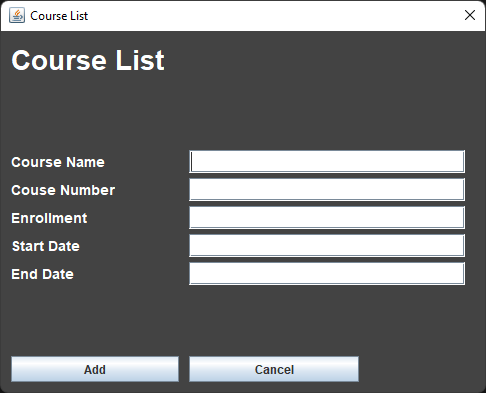 Course List
Course List
Course Name
Couse Number
Enrollment
Start Date
End Date
Add Cancel